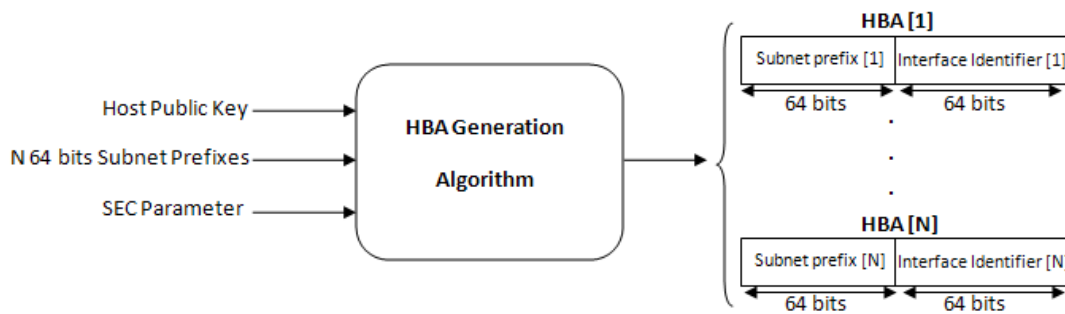 Host Public Key
N 64 bits Subnet Prefixes
SEC Parameter
HBA Generation
Algorithm
HBA [1]
Subnet prefix [1] Interface Identifier [1]
64 bits 64 bits
HBA [N]
Subnet prefix [N] Interface Identifier [N]
64 bits 64 bits